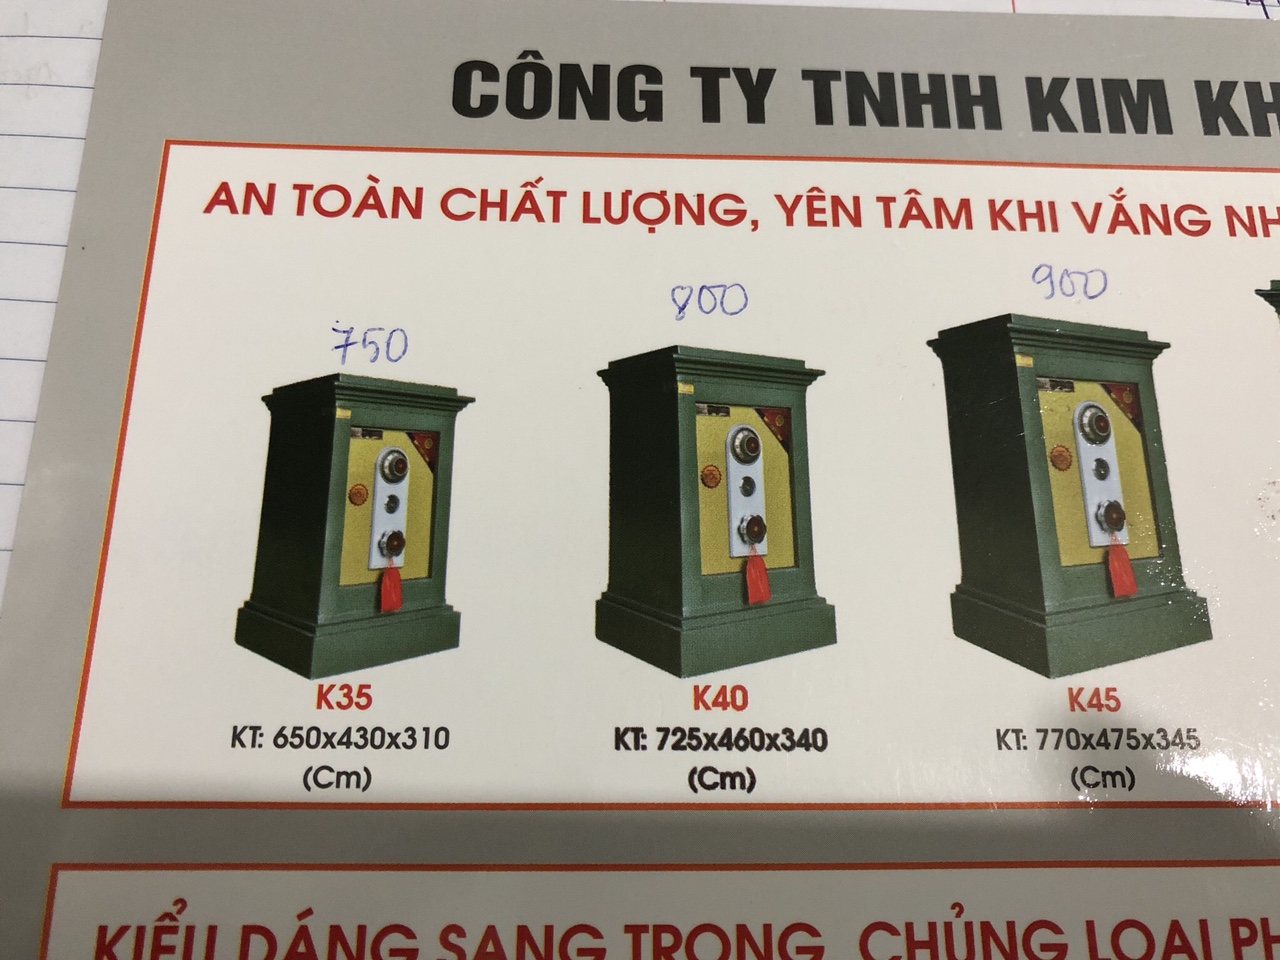 CÔNG TY TNHH KIM KH
AN TOÀN CHẤT LƯỢNG, YÊN TÂM KHI VẮNG NH
750
800
900
K35
KT: 650x430x310
(Cm)
K40
KT: 725x460x340
(Cm)
K45
KT: 770x475x345
(Cm)
KIỂU DÁNG SANG TRỌNG, CHỦNG LOẠI PH